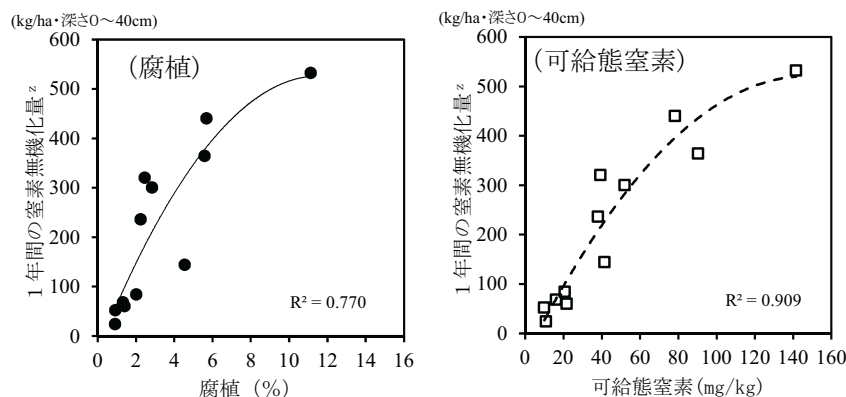 (kg/ha・深さ0～40cm)
600
500
400
300
200
100
0
1年間の窒素無機化量z
(腐植)
R² = 0.770
0 2 4 6 8 10 12 14 16
腐植 (%)
(kg/ha・深さ0～40cm)
600
500
400
300
200
100
0
1年間の窒素無機化量z
(可給態窒素)
R² = 0.909
0 20 40 60 80 100 120 140 160
可給態窒素(mg/kg)